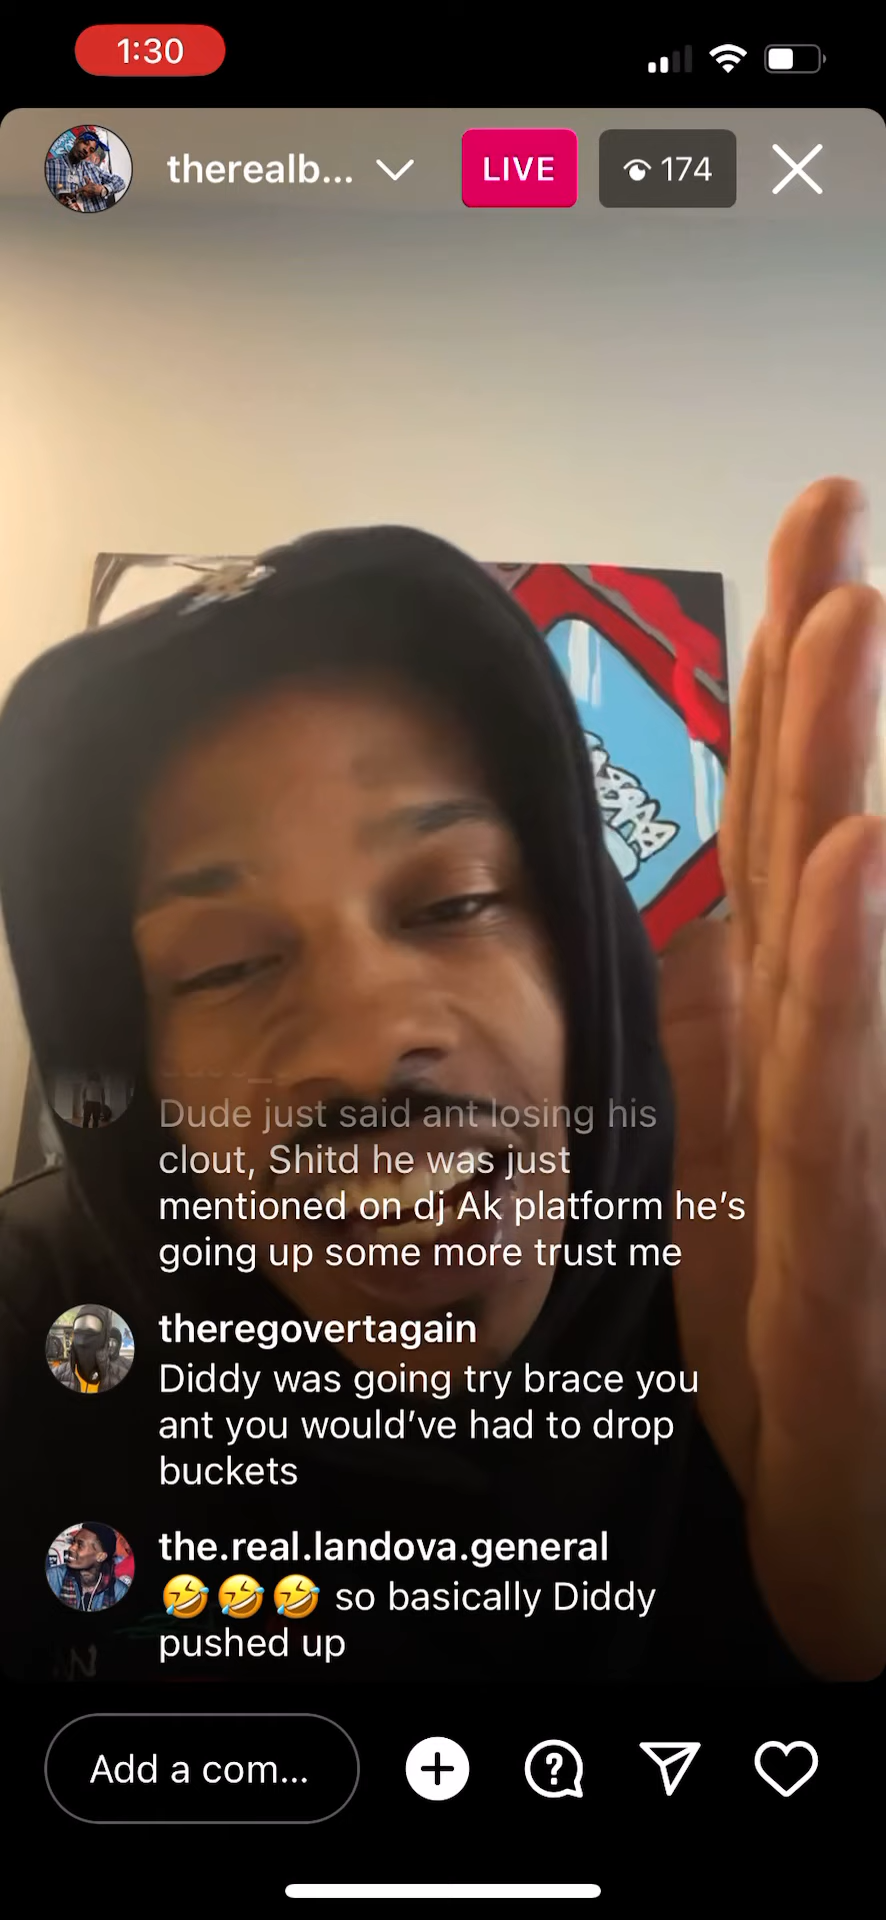 1:30
therealb...
LIVE
174
Dude just said ant losing his
clout, Shitd he was just
mentioned on dj Ak platform he's
going up some more trust me
theregovertagain
Diddy was going try brace you
ant you would've had to drop
buckets
the.real.landova.general
🤣🤣🤣 so basically Diddy
pushed up
Add a com...